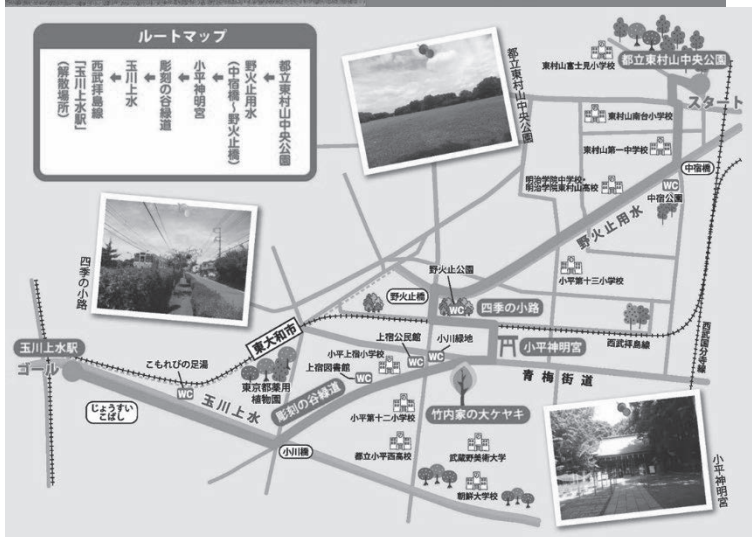 ルートマップ
都立東村山中央公園
野火止用水
（中宿橋～野火止橋）
小平神明宮
彫刻の谷緑道
玉川上水
西武拝島線
「玉川上水駅」
（解散場所）
都立東村山中央公園
東村山富士見小学校
都立東村山中央公園
スタート
東村山南台小学校
東村山第一中学校
中宿橋
明治学院中学校・
明治学院東村山高校
WC
中宿公園
野火止用水
四季の小路
野火止公園
小平第十三小学校
野火止橋
WC
四季の小路
西武国分寺線
玉川上水駅
ゴール
こもれびの足湯
WC
東大和市
上宿公民館
小川緑地
小平神明宮
西武拝島線
小平上宿小学校
WC
WC
青梅街道
東京都薬用
植物園
上宿図書館
WC
じょうすい
こばし
玉川上水
彫刻の谷緑道
竹内家の大ケヤキ
小平第十二小学校
小川橋
都立小平西高校
武蔵野美術大学
朝鮮大学校
小平神明宮